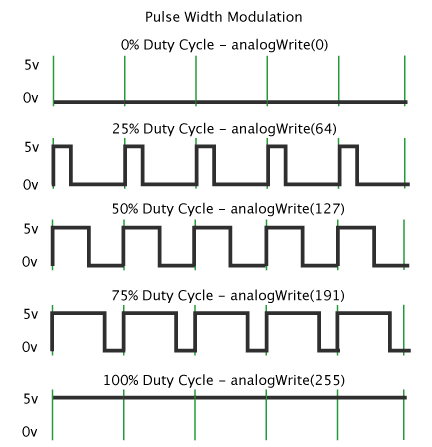 Pulse Width Modulation
0% Duty Cycle – analogWrite(0)
5v
0v
25% Duty Cycle – analogWrite(64)
5v
0v
50% Duty Cycle – analogWrite(127)
5v
0v
75% Duty Cycle – analogWrite(191)
5v
0v
100% Duty Cycle – analogWrite(255)
5v
0v